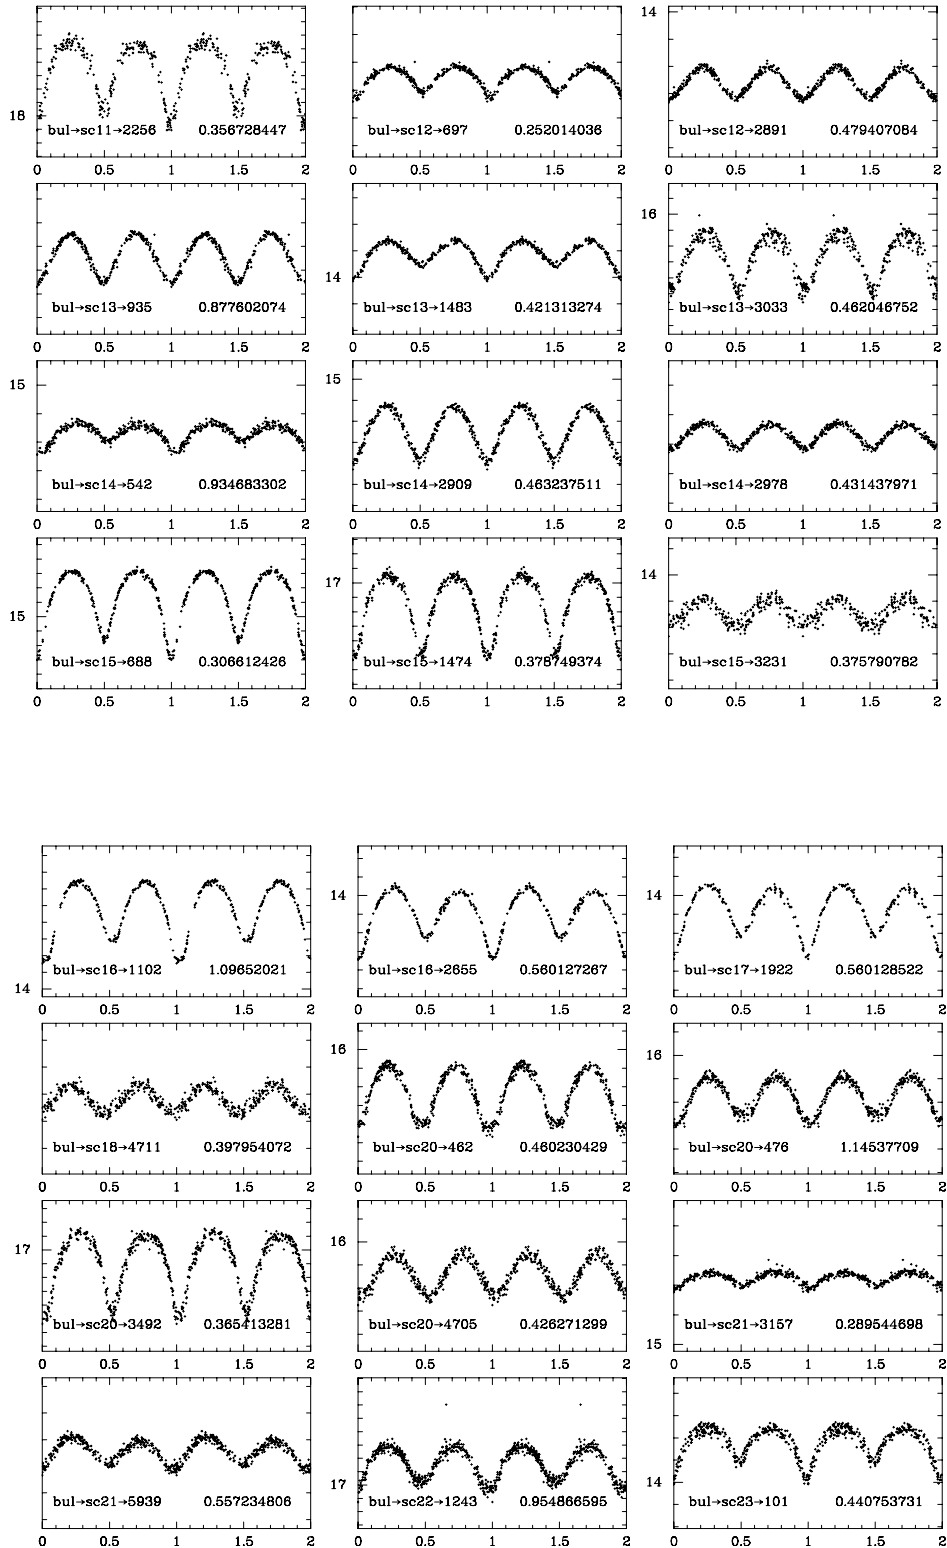 14
18
bul→sc11→2256 0.356728447 bul→sc12→697 0.252014036 bul→sc12→2891 0.479407084
0 0.5 1 1.5 2 0 0.5 1 1.5 2 0 0.5 1 1.5 2
16
14
bul→sc13→935 0.877602074 bul→sc13→1483 0.421313274 bul→sc13→3033 0.462046752
0 0.5 1 1.5 2 0 0.5 1 1.5 2 0 0.5 1 1.5 2
15 15
bul→sc14→542 0.934683302 bul→sc14→2909 0.463237511 bul→sc14→2978 0.431437971
0 0.5 1 1.5 2 0 0.5 1 1.5 2 0 0.5 1 1.5 2
17 14
15
bul→sc15→688 0.306612426 bul→sc15→1474 0.378749374 bul→sc15→3231 0.375790782
0 0.5 1 1.5 2 0 0.5 1 1.5 2 0 0.5 1 1.5 2
14 14
bul→sc16→1102 1.09652021 bul→sc16→2655 0.560127267 bul→sc17→1922 0.560128522
14
0 0.5 1 1.5 2 0 0.5 1 1.5 2 0 0.5 1 1.5 2
16 16
bul→sc18→4711 0.397954072 bul→sc20→462 0.460230429 bul→sc20→476 1.14537709
0 0.5 1 1.5 2 0 0.5 1 1.5 2 0 0.5 1 1.5 2
17 16
bul→sc20→3492 0.365413281 bul→sc20→4705 0.426271299 bul→sc21→3157 0.289544698
15
0 0.5 1 1.5 2 0 0.5 1 1.5 2 0 0.5 1 1.5 2
17 14
bul→sc21→5939 0.557234806 bul→sc22→1243 0.954866595 bul→sc23→101 0.440753731
0 0.5 1 1.5 2 0 0.5 1 1.5 2 0 0.5 1 1.5 2